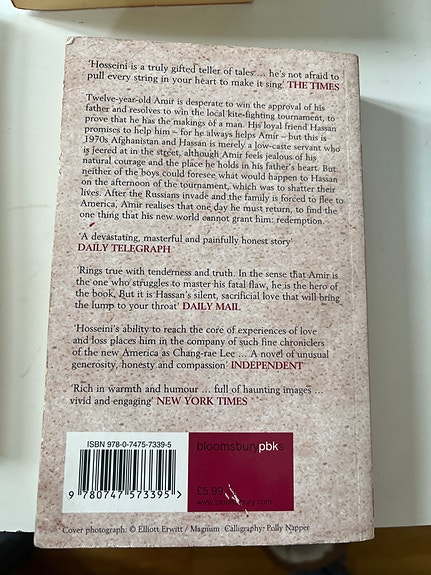 'Hosseini is a truly gifted teller of tales' ... he's not afraid to
pull every string in your heart to make it sing' THE TIMES
Twelve-year-old Amir is desperate to win the approval of his
father and resolves to win the local kite-fighting tournament, to
prove that he has the makings of a man. His loyal friend Hassan
promises to help him – for he always helps Amir – but this is
1970s Afghanistan and Hassan is merely a low-caste servant who
is jeered at in the street, although Amir feels jealous of his
natural courage and the place he holds in his father's heart. But
neither of the boys could foresee what would happen to Hassan
on the afternoon of the tournament, which was to shatter their
lives. After the Russians invade and the family is forced to flee to
America, Amir realises that one day he must return, to find the
one thing that his new world cannot grant him: redemption.
'A devastating, masterful and painfully honest story'
DAILY TELEGRAPH
'Rings true with tenderness and truth. In the sense that Amir is
the one who struggles to master his fatal flaw, he is the hero of
the book. But it is Hassan's silent, sacrificial love that will bring
the lump to your throat' DAILY MAIL
'Hosseini's ability to reach the core of experiences of love
and loss places him in the company of such fine chroniclers
of the new America as Chang-rae Lee ... A novel of unusual
generosity, honesty and compassion' INDEPENDENT
'Rich in warmth and humour ... full of haunting images ...
vivid and engaging' NEW YORK TIMES
ISBN 978-0-7475-7339-5
9 780747 573395 >
bloomsburypbks
£5.99
www.bloomsbury.com
Cover photograph: © Elliott Erwitt / Magnum Calligraphy: Polly Napper